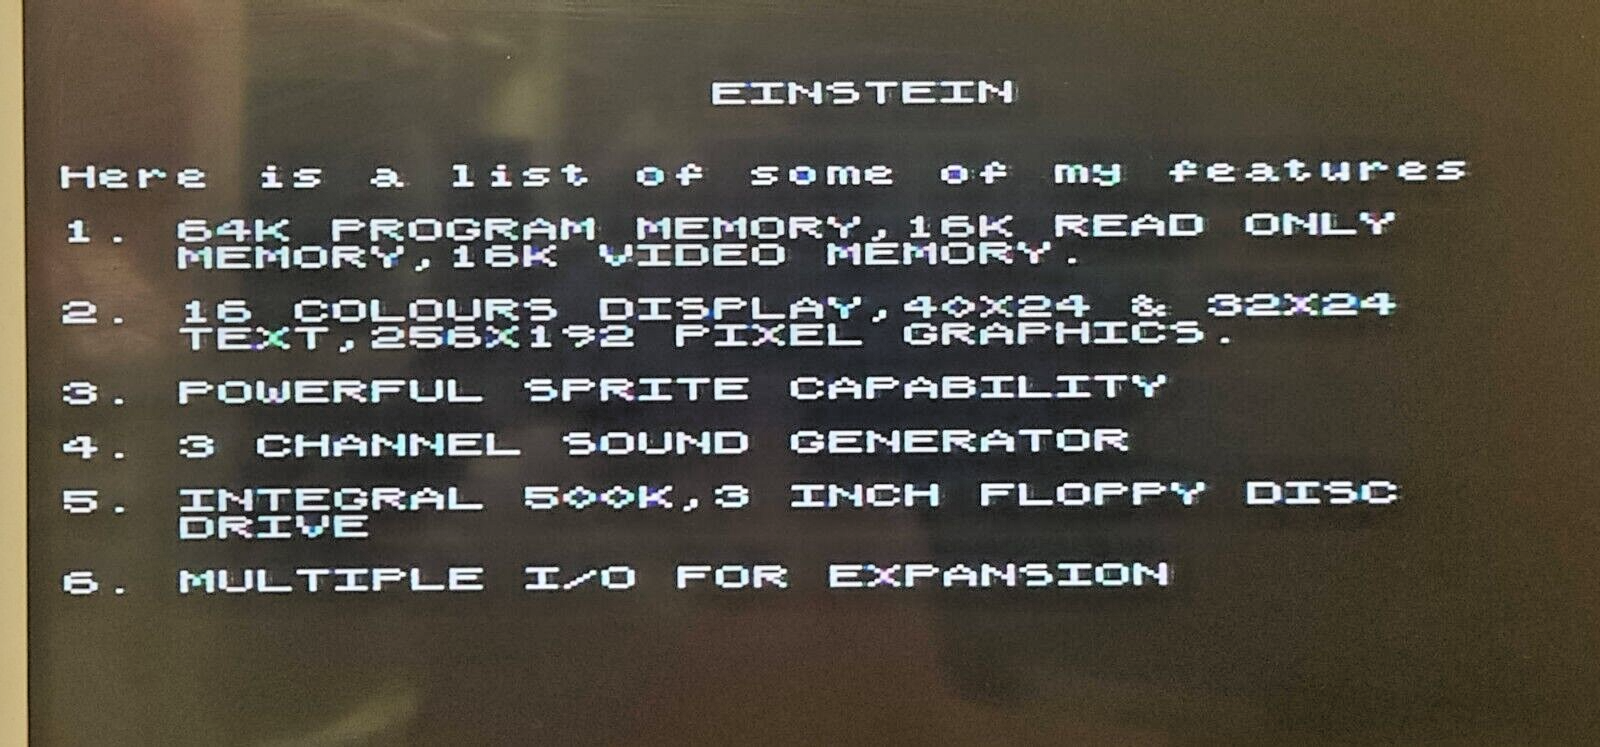 EINSTEIN
Here is a list of some of my features
1. 64K PROGRAM MEMORY,16K READ ONLY
MEMORY,16K VIDEO MEMORY.
2. 16 COLOURS DISPLAY,40X24 & 32X24
TEXT,256X192 PIXEL GRAPHICS.
3. POWERFUL SPRITE CAPABILITY
4. 3 CHANNEL SOUND GENERATOR
5. INTEGRAL 500K,3 INCH FLOPPY DISC
DRIVE
6. MULTIPLE I/O FOR EXPANSION